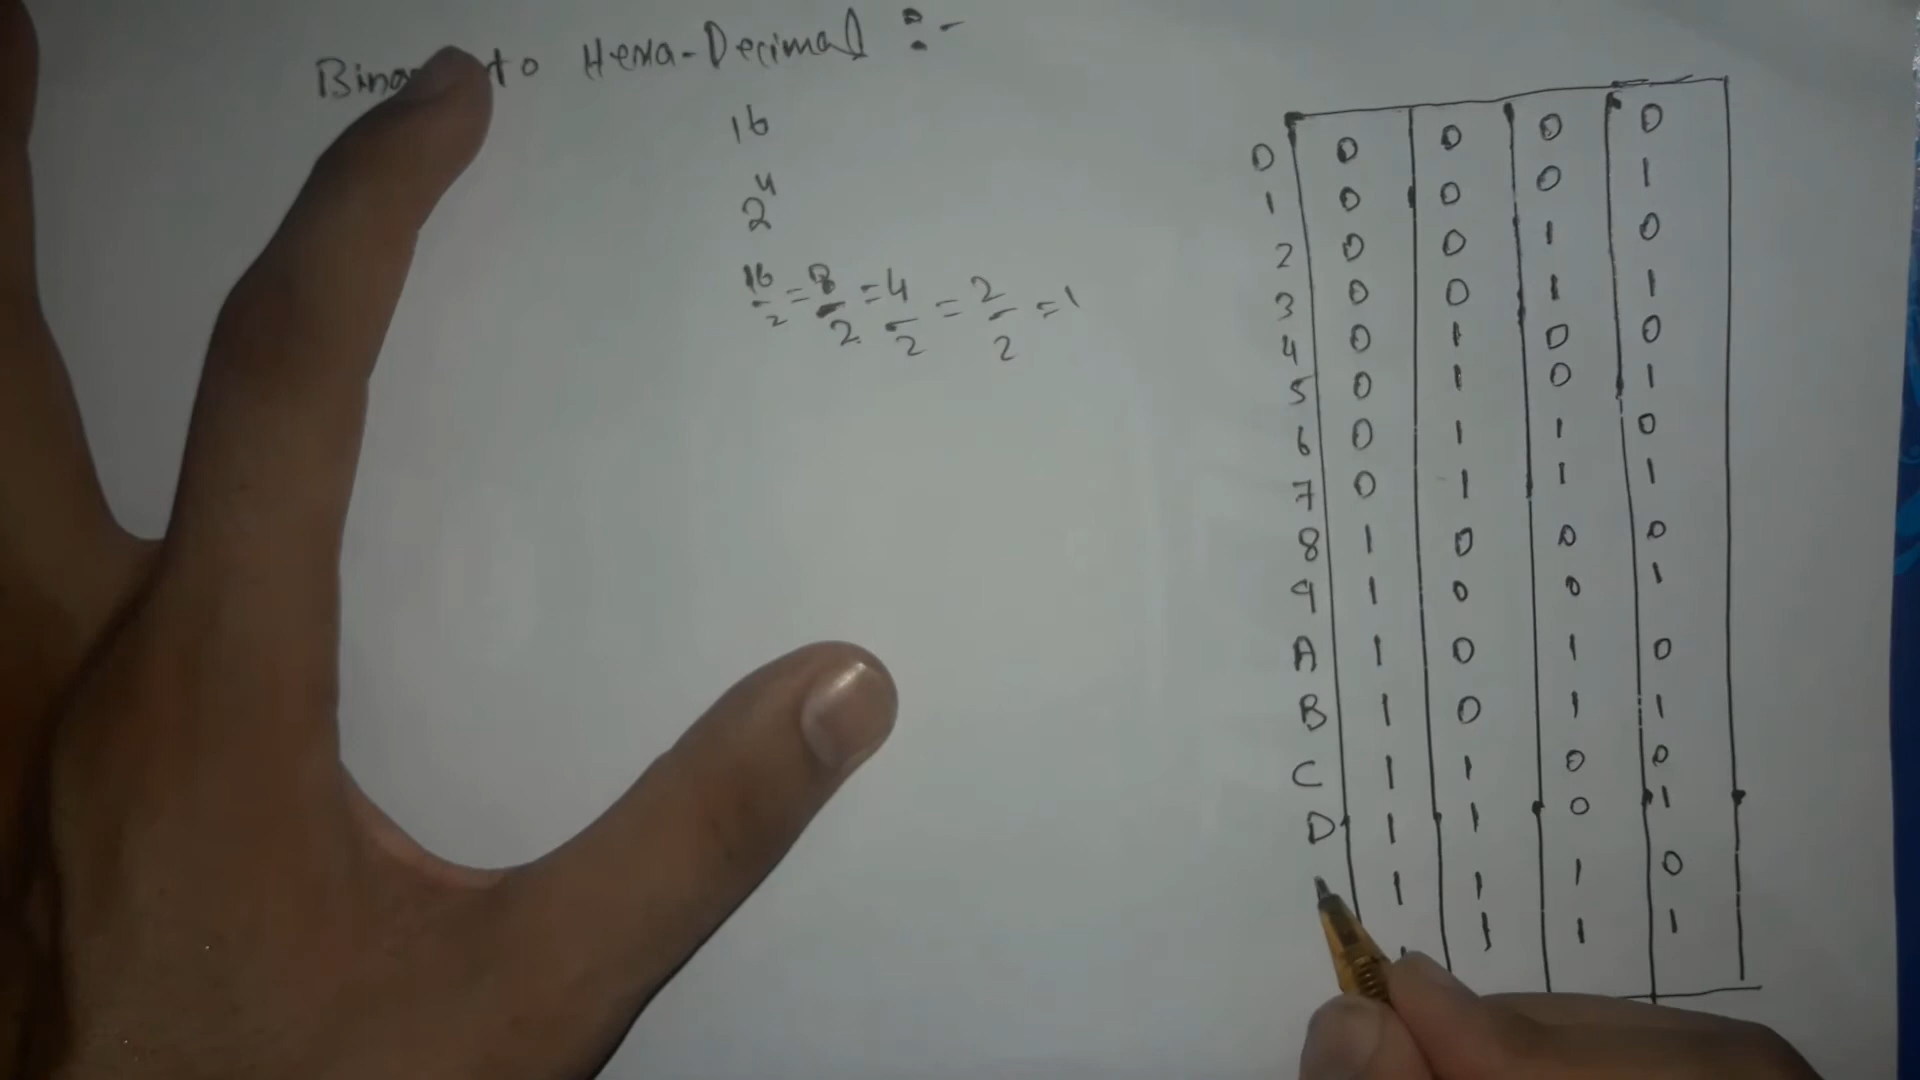 to Hexa-Decimal :-
16
2⁴
16/2 = 8/2 = 4/2 = 2/2 = 1
0 0 0 0 0
1 0 0 0 1
2 0 0 1 0
3 0 0 1 1
4 0 1 0 0
5 0 1 0 1
6 0 1 1 0
7 0 1 1 1
8 1 0 0 0
9 1 0 0 1
A 1 0 1 0
B 1 0 1 1
C 1 1 0 0
D 1 1 0 1
1 1 1 0
1 1 1